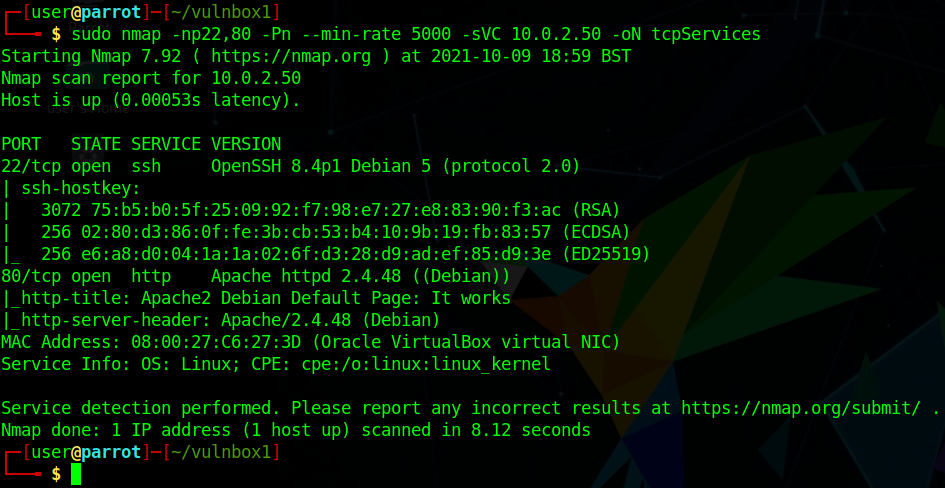 ┌─[user@parrot]─[~/vulnbox1]
└──╼ $ sudo nmap -np22,80 -Pn --min-rate 5000 -sVC 10.0.2.50 -oN tcpServices
Starting Nmap 7.92 ( https://nmap.org ) at 2021-10-09 18:59 BST
Nmap scan report for 10.0.2.50
Host is up (0.00053s latency).
user's Home
PORT   STATE SERVICE VERSION
22/tcp open  ssh     OpenSSH 8.4p1 Debian 5 (protocol 2.0)
| ssh-hostkey:
|   3072 75:b5:b0:5f:25:09:92:f7:98:e7:27:e8:83:90:f3:ac (RSA)
|   256 02:80:d3:86:0f:fe:3b:cb:53:b4:10:9b:19:fb:83:57 (ECDSA)
|_  256 e6:a8:d0:04:1a:1a:02:6f:d3:28:d9:ad:ef:85:d9:3e (ED25519)
80/tcp open  http    Apache httpd 2.4.48 ((Debian))
|_http-title: Apache2 Debian Default Page: It works
|_http-server-header: Apache/2.4.48 (Debian)
MAC Address: 08:00:27:C6:27:3D (Oracle VirtualBox virtual NIC)
Service Info: OS: Linux; CPE: cpe:/o:linux:linux_kernel

Service detection performed. Please report any incorrect results at https://nmap.org/submit/ .
Nmap done: 1 IP address (1 host up) scanned in 8.12 seconds
┌─[user@parrot]─[~/vulnbox1]
└──╼ $